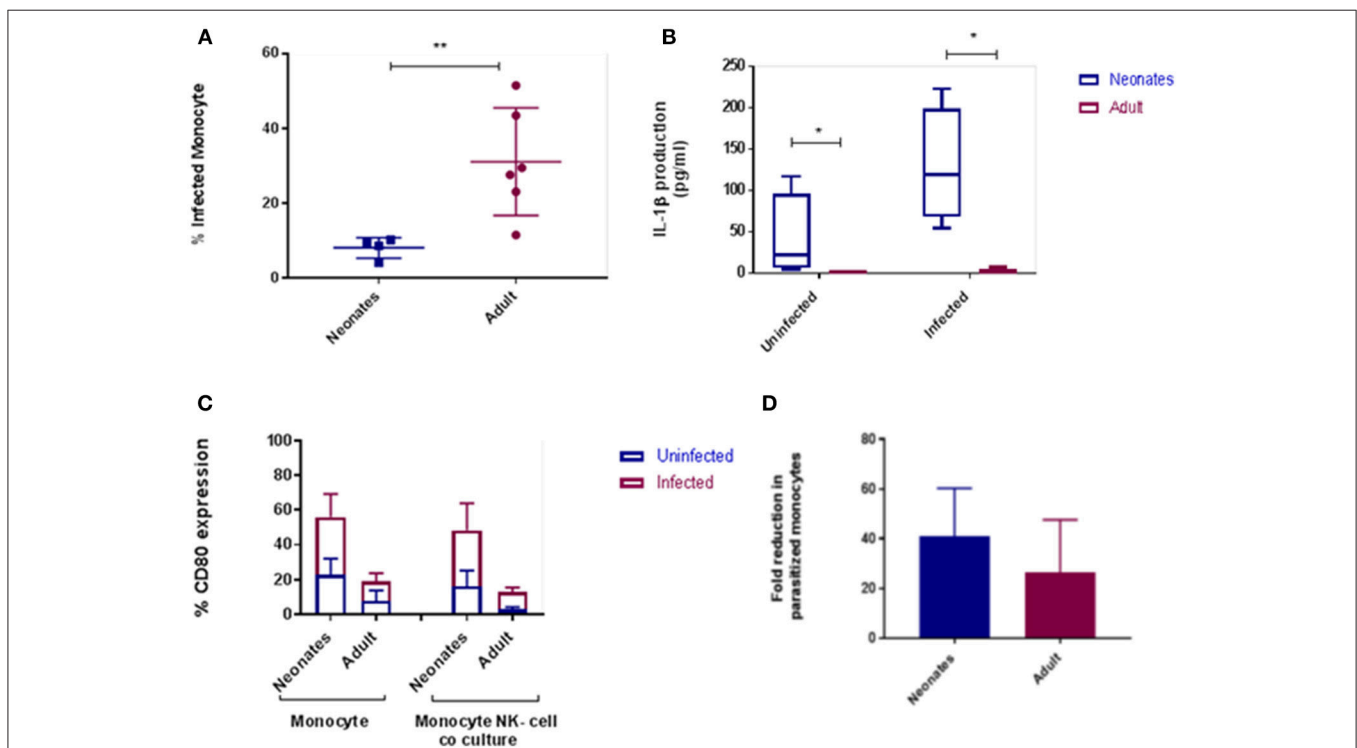 A
% Infected Monocyte
60
40
20
0
**
Neonates
Adult
B
IL-1β production
(pg/ml)
250
200
150
100
50
0
*
*
Uninfected
Infected
Neonates
Adult
C
% CD80 expression
100
80
60
40
20
0
Neonates
Adult
Neonates
Adult
Monocyte
Monocyte NK- cell
co culture
Uninfected
Infected
D
Fold reduction in
parasitized monocytes
80
60
40
20
0
Neonates
Adult